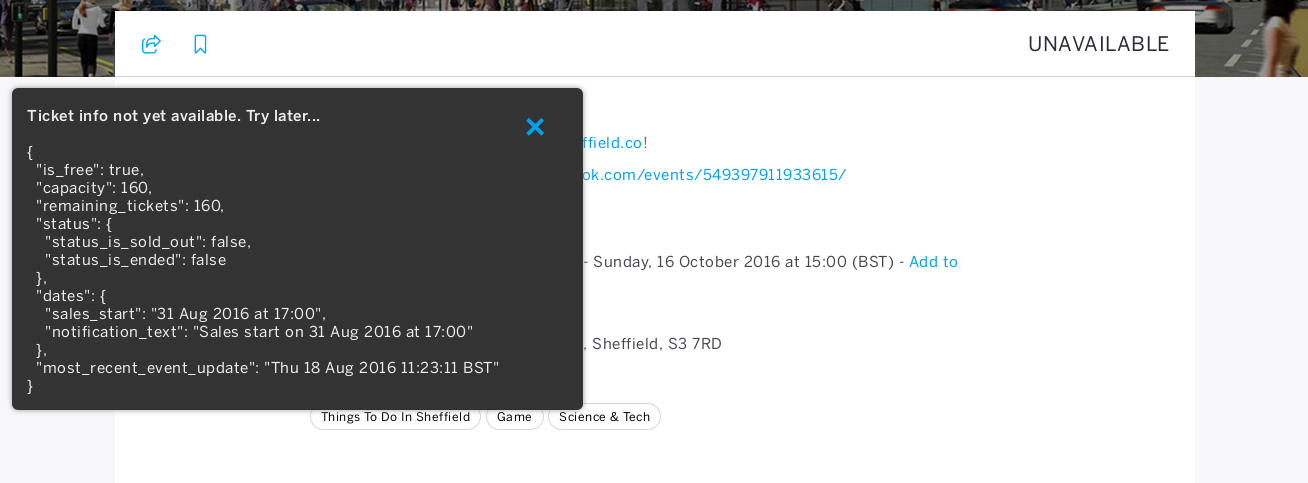 UNAVAILABLE
Ticket info not yet available. Try later...
{
"is_free": true,
"capacity": 160,
"remaining_tickets": 160,
"status": {
"status_is_sold_out": false,
"status_is_ended": false
},
"dates": {
"sales_start": "31 Aug 2016 at 17:00",
"notification_text": "Sales start on 31 Aug 2016 at 17:00"
},
"most_recent_event_update": "Thu 18 Aug 2016 11:23:11 BST"
}
ffield.co!
ok.com/events/549397911933615/
- Sunday, 16 October 2016 at 15:00 (BST) - Add to
, Sheffield, S3 7RD
Things To Do In Sheffield
Game
Science & Tech